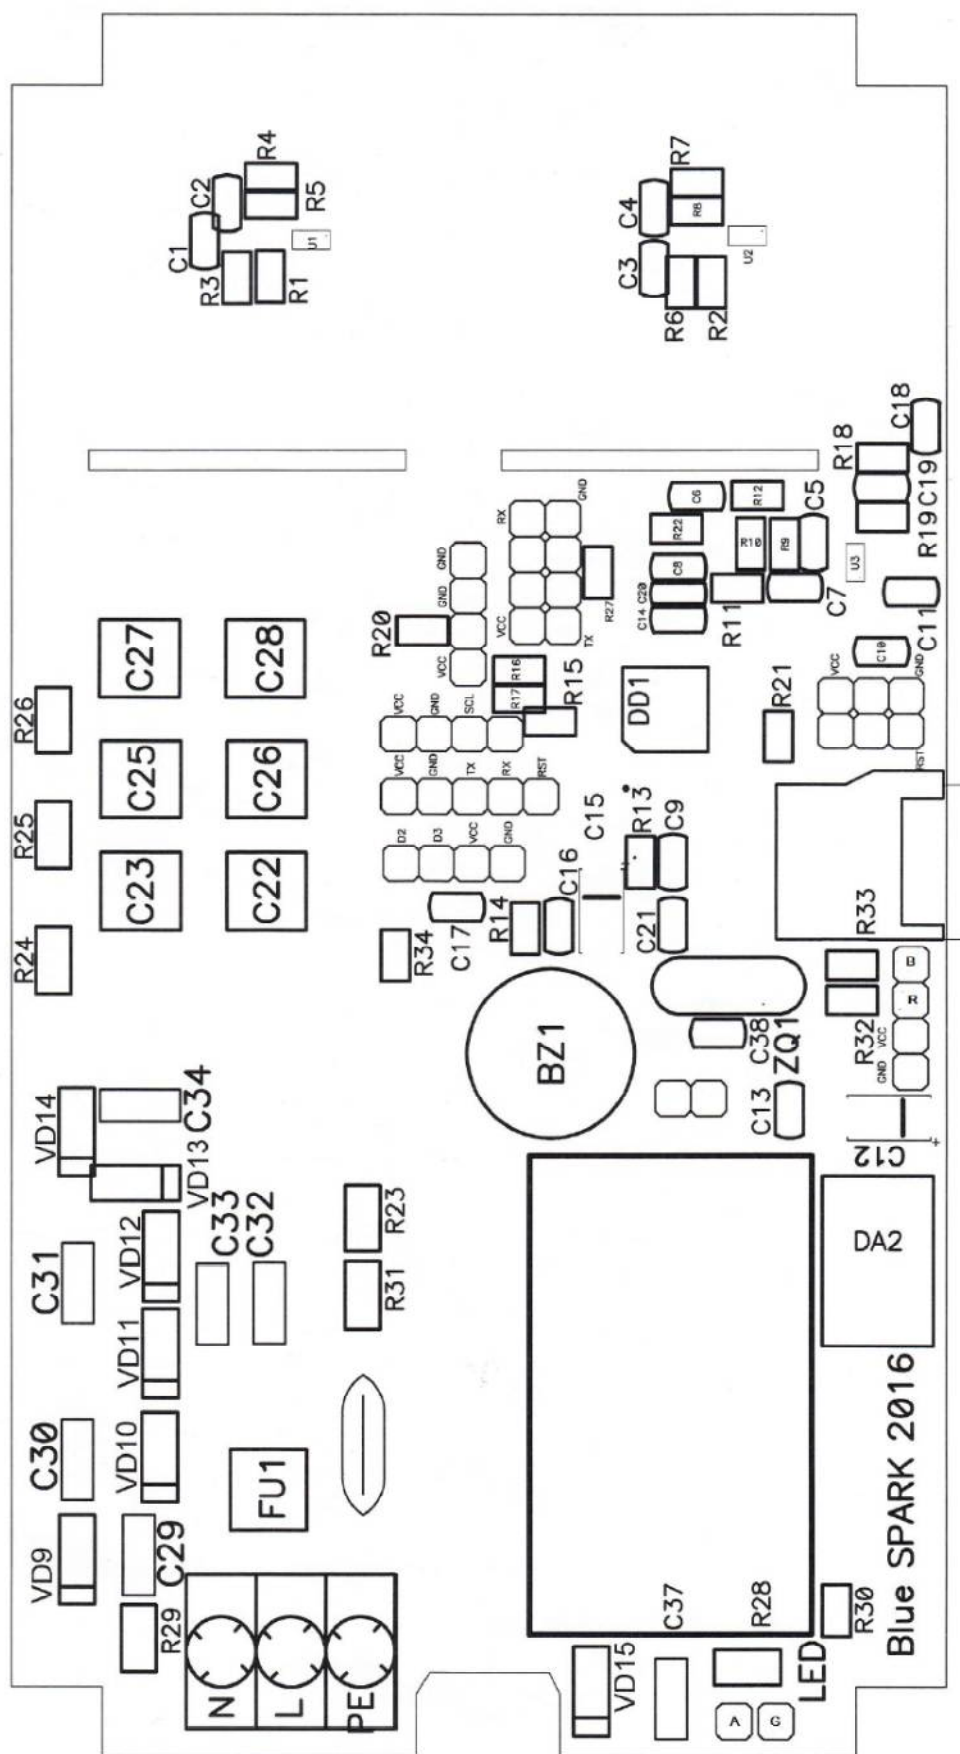 R4
C2
R5
U1
C1
R3
R1
R7
C4
R8
U2
C3
R6
R2
C18
R18
C19
R19
C6
R12
C5
R22
R10
R9
U3
C8
C20
C14
R11
C7
C11
C10
RX
GND
VCC
TX
R27
GND
GND
VCC
R20
R16
R17
R15
C27
C28
R26
C25
C26
R25
C23
C22
R24
VCC
GND
SCL
VCC
GND
TX
RX
RST
D2
D3
VCC
GND
DD1
R21
VCC
GND
RST
C15
R13
C9
C16
R14
C17
R34
C21
R33
B
R
VCC
GND
R32
BZ1
C38
ZQ1
C13
C12
+
VD14
C34
VD13
C33
C32
VD12
C31
VD11
R23
R31
DA2
C30
VD10
FU1
VD9
C29
R29
N
L
PE
C37
R28
R30
VD15
LED
A
G
Blue SPARK 2016